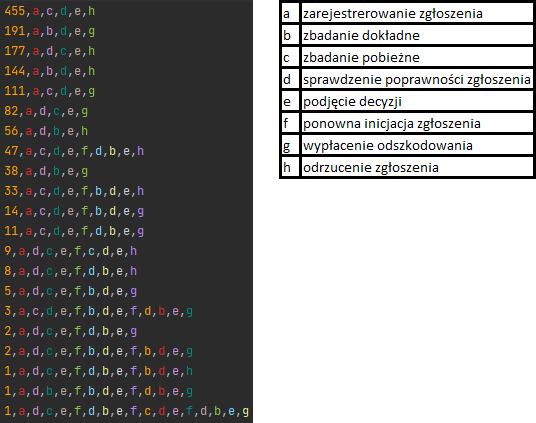 455,a,c,d,e,h
191,a,b,d,e,g
177,a,d,c,e,h
144,a,b,d,e,h
111,a,c,d,e,g
82,a,d,c,e,g
56,a,d,b,e,h
47,a,c,d,e,f,d,b,e,h
38,a,d,b,e,g
33,a,c,d,e,f,b,d,e,h
14,a,c,d,e,f,b,d,e,g
11,a,c,d,e,f,d,b,e,g
9,a,d,c,e,f,c,d,e,h
8,a,d,c,e,f,d,b,e,h
5,a,d,c,e,f,b,d,e,g
3,a,c,d,e,f,b,d,e,f,d,b,e,g
2,a,d,c,e,f,d,b,e,g
2,a,d,c,e,f,b,d,e,f,b,d,e,g
1,a,d,c,e,f,d,b,e,f,b,d,e,h
1,a,d,b,e,f,b,d,e,f,d,b,e,g
1,a,d,c,e,f,d,b,e,f,c,d,e,f,d,b,e,g
a zarejestrerowanie zgłoszenia
b zbadanie dokładne
c zbadanie pobieżne
d sprawdzenie poprawności zgłoszenia
e podjęcie decyzji
f ponowna inicjacja zgłoszenia
g wypłacenie odszkodowania
h odrzucenie zgłoszenia